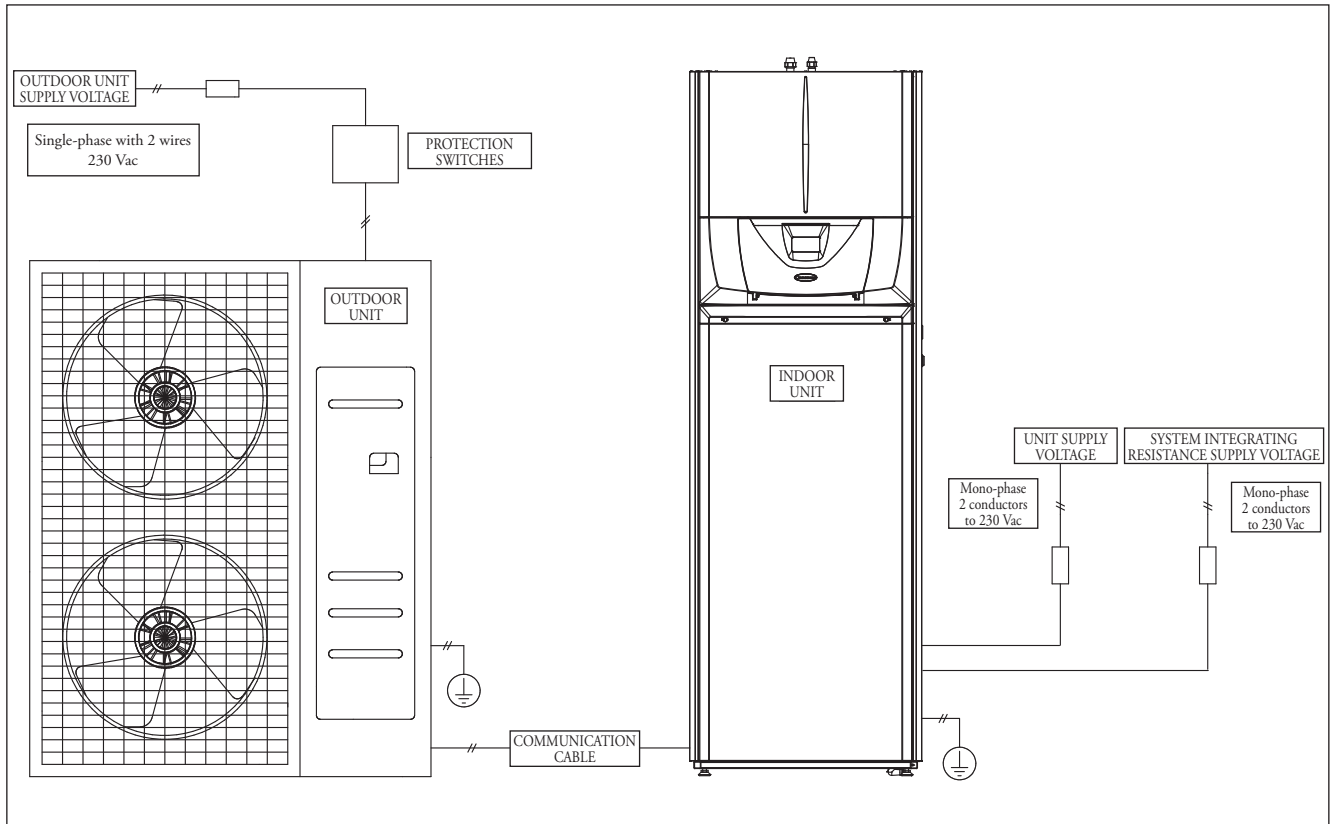 OUTDOOR UNIT
SUPPLY VOLTAGE
Single-phase with 2 wires
230 Vac
PROTECTION
SWITCHES
OUTDOOR
UNIT
INDOOR
UNIT
UNIT SUPPLY
VOLTAGE
SYSTEM INTEGRATING
RESISTANCE SUPPLY VOLTAGE
Mono-phase
2 conductors
to 230 Vac
Mono-phase
2 conductors
to 230 Vac
COMMUNICATION
CABLE